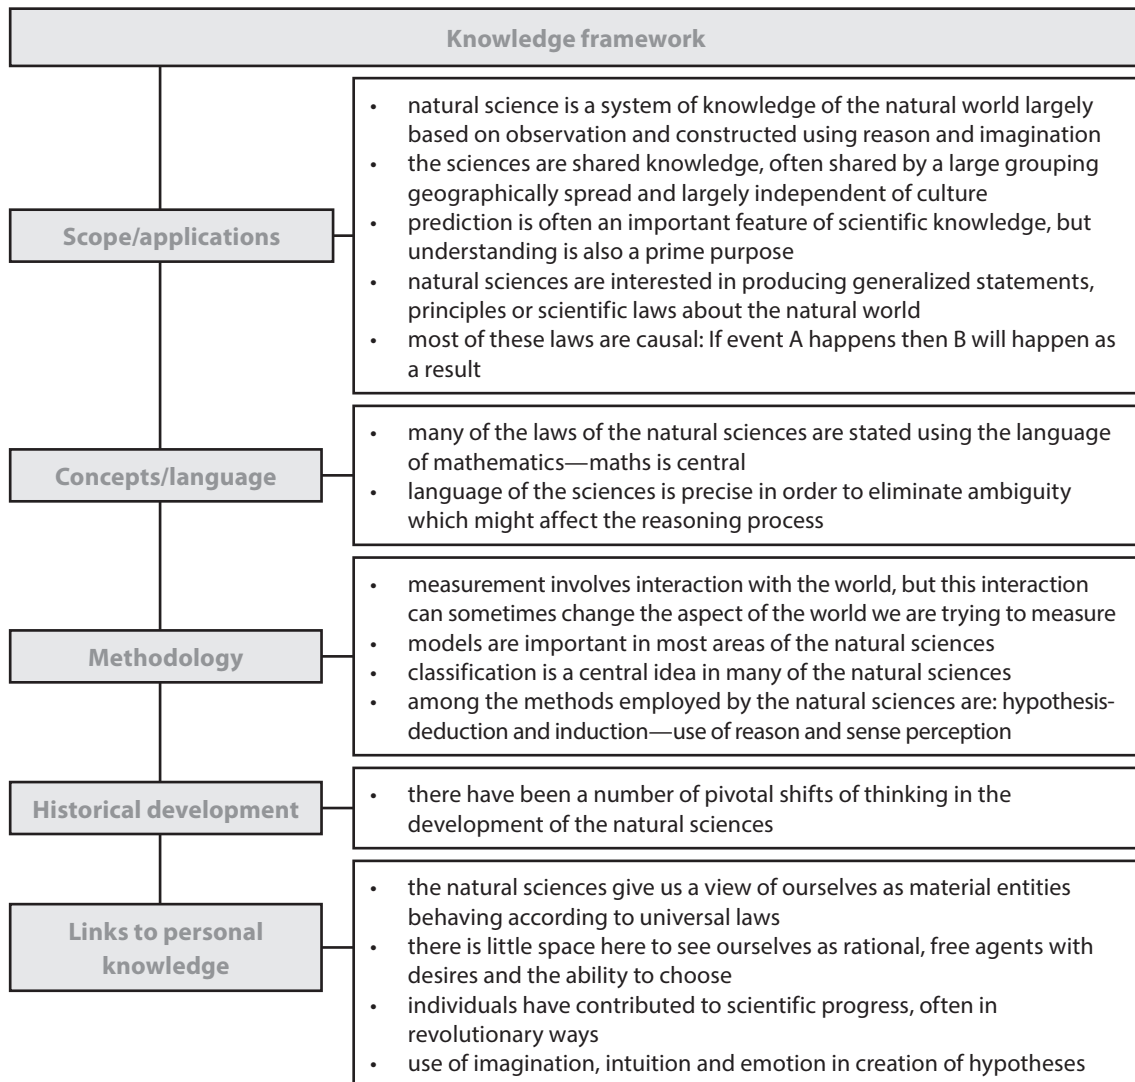 Knowledge framework
Scope/applications
• natural science is a system of knowledge of the natural world largely
based on observation and constructed using reason and imagination
• the sciences are shared knowledge, often shared by a large grouping
geographically spread and largely independent of culture
• prediction is often an important feature of scientific knowledge, but
understanding is also a prime purpose
• natural sciences are interested in producing generalized statements,
principles or scientific laws about the natural world
• most of these laws are causal: If event A happens then B will happen as
a result
Concepts/language
• many of the laws of the natural sciences are stated using the language
of mathematics—maths is central
• language of the sciences is precise in order to eliminate ambiguity
which might affect the reasoning process
Methodology
• measurement involves interaction with the world, but this interaction
can sometimes change the aspect of the world we are trying to measure
• models are important in most areas of the natural sciences
• classification is a central idea in many of the natural sciences
• among the methods employed by the natural sciences are: hypothesis-
deduction and induction—use of reason and sense perception
Historical development
• there have been a number of pivotal shifts of thinking in the
development of the natural sciences
Links to personal
knowledge
• the natural sciences give us a view of ourselves as material entities
behaving according to universal laws
• there is little space here to see ourselves as rational, free agents with
desires and the ability to choose
• individuals have contributed to scientific progress, often in
revolutionary ways
• use of imagination, intuition and emotion in creation of hypotheses